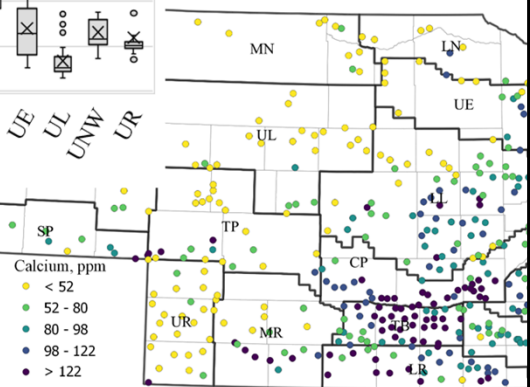 UE
UL
UNW
UR
MN
LN
UE
UL
LL
SP
TP
CP
Calcium, ppm
< 52
52 - 80
80 - 98
98 - 122
> 122
UR
MR
TB
LR